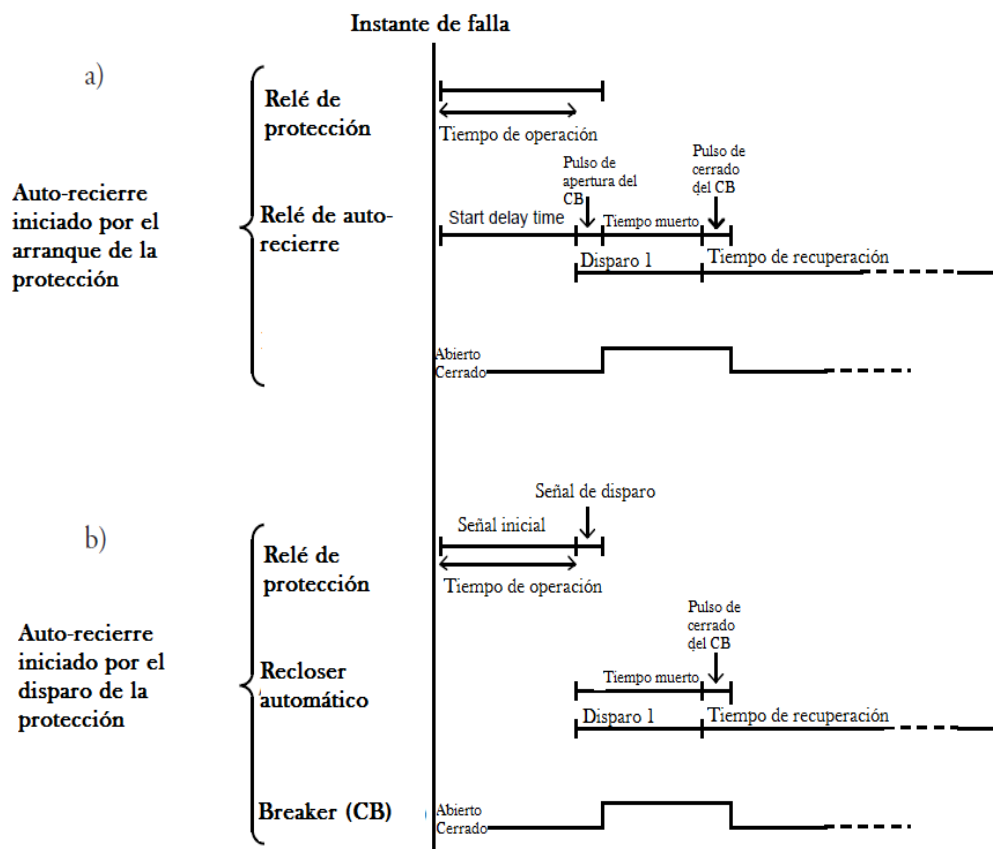 Instante de falla
a)
Auto-recierre
iniciado por el
arranque de la
protección
Relé de
protección
Tiempo de operación
Relé de auto-
recierre
Start delay time
Pulso de
apertura del
CB
Tiempo muerto
Pulso de
cerrado
del CB
Disparo 1
Tiempo de recuperación
Abierto
Cerrado
b)
Auto-recierre
iniciado por el
disparo de la
protección
Relé de
protección
Señal inicial
Señal de disparo
Tiempo de operación
Recloser
automático
Tiempo muerto
Pulso de
cerrado
del CB
Disparo 1
Tiempo de recuperación
Breaker (CB)
Abierto
Cerrado